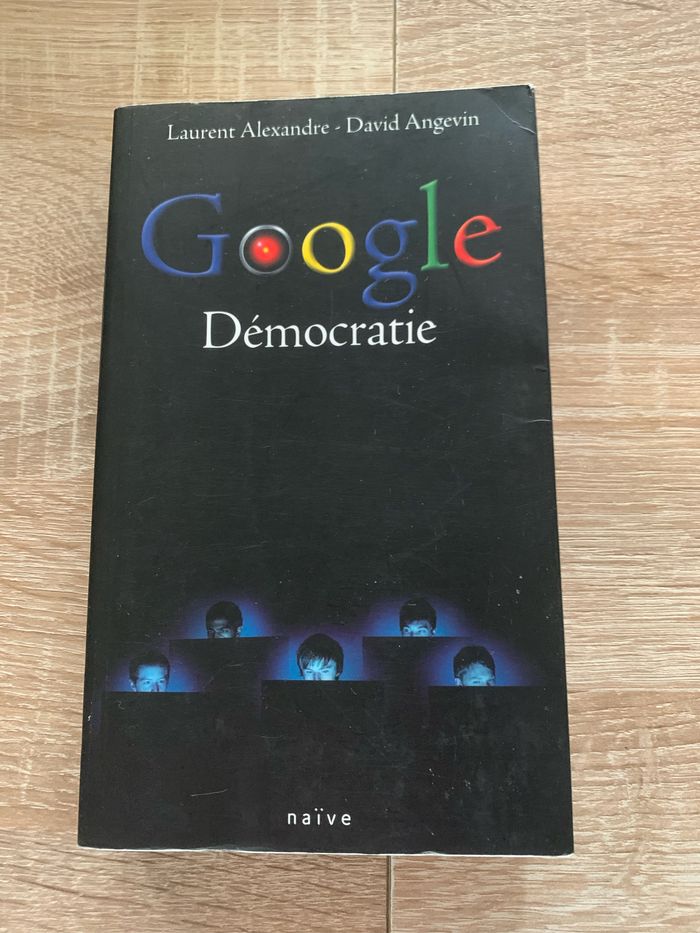 Laurent Alexandre - David Angevin
Google
Démocratie
naïve